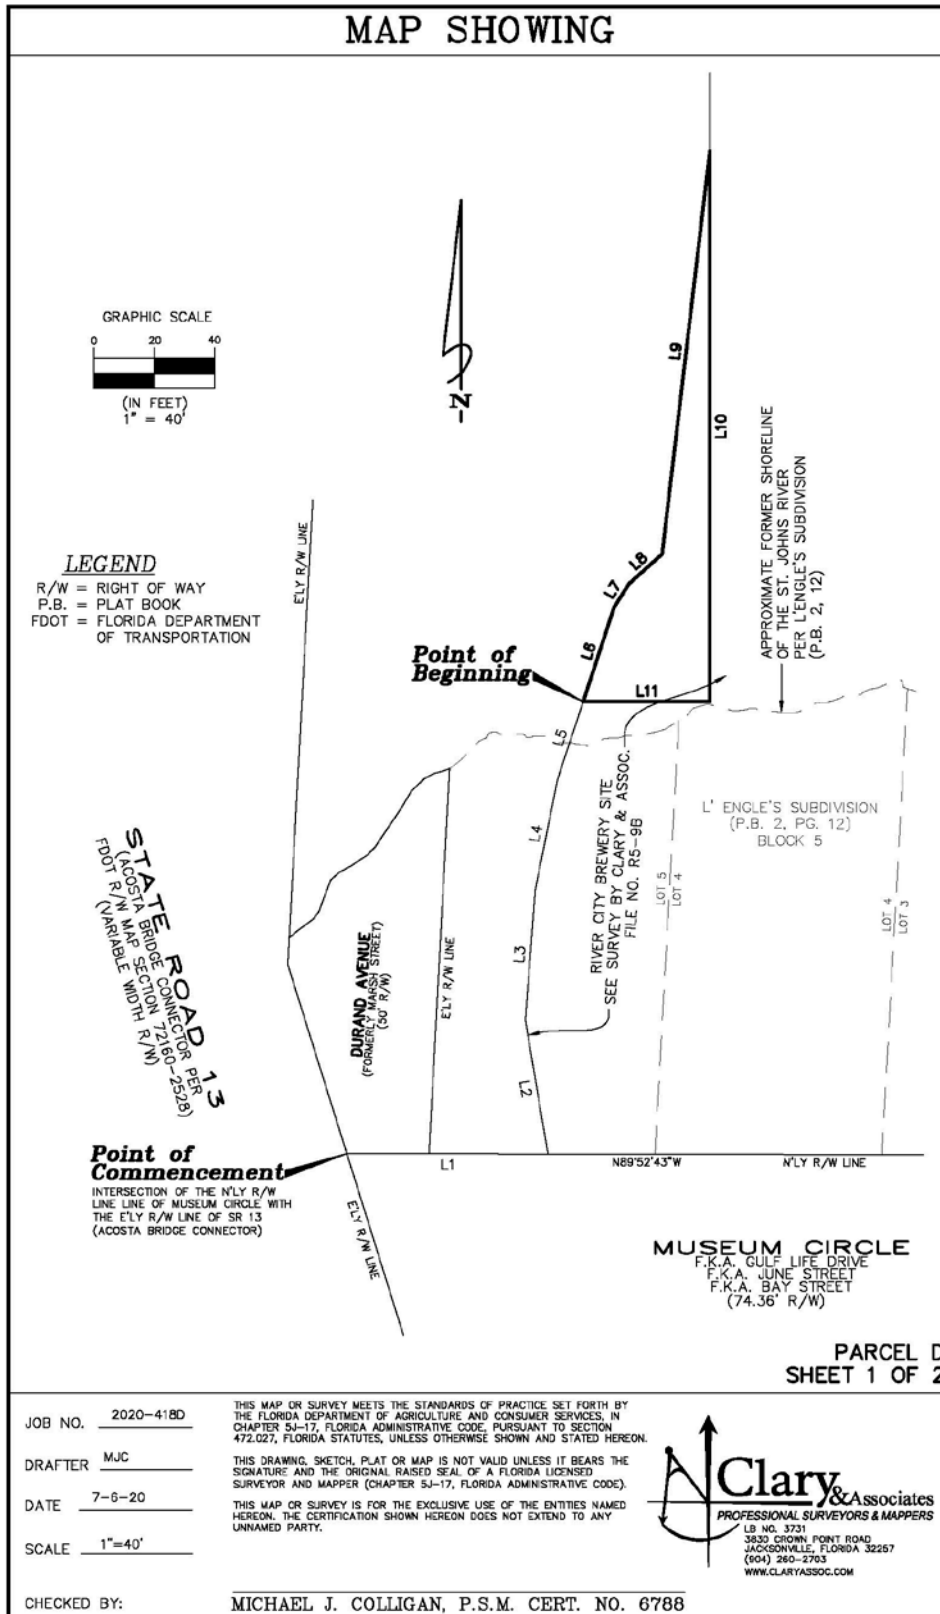 MAP SHOWING
GRAPHIC SCALE
0 20 40
(IN FEET)
1" = 40'
N
LEGEND
R/W = RIGHT OF WAY
P.B. = PLAT BOOK
FDOT = FLORIDA DEPARTMENT
OF TRANSPORTATION
E'LY R/W LINE
L9
L10
L8
L7
L6
L11
Point of
Beginning
APPROXIMATE FORMER SHORELINE
OF THE ST. JOHNS RIVER
PER L'ENGLE'S SUBDIVISION
(P.B. 2, 12)
L5
L4
L3
L2
RIVER CITY BREWERY SITE
SEE SURVEY BY CLARY & ASSOC.
FILE NO. R5-9B
L' ENGLE'S SUBDIVISION
(P.B. 2, PG. 12)
BLOCK 5
LOT 5
LOT 4
LOT 4
LOT 3
STATE ROAD 13
(ACOSTA BRIDGE CONNECTOR PER
FDOT R/W MAP SECTION 72160-2528)
(VARIABLE WIDTH R/W)
DURAND AVENUE
(FORMERLY MARSH STREET)
(50' R/W)
E'LY R/W LINE
Point of
Commencement
INTERSECTION OF THE N'LY R/W
LINE LINE OF MUSEUM CIRCLE WITH
THE E'LY R/W LINE OF SR 13
(ACOSTA BRIDGE CONNECTOR)
L1
N89°52'43"W
N'LY R/W LINE
E'LY R/W LINE
MUSEUM CIRCLE
F.K.A. GULF LIFE DRIVE
F.K.A. JUNE STREET
F.K.A. BAY STREET
(74.36' R/W)
PARCEL D
SHEET 1 OF 2
JOB NO. 2020-418D
DRAFTER MJC
DATE 7-6-20
SCALE 1"=40'
CHECKED BY:
THIS MAP OR SURVEY MEETS THE STANDARDS OF PRACTICE SET FORTH BY
THE FLORIDA DEPARTMENT OF AGRICULTURE AND CONSUMER SERVICES, IN
CHAPTER 5J-17, FLORIDA ADMINISTRATIVE CODE, PURSUANT TO SECTION
472.027, FLORIDA STATUTES, UNLESS OTHERWISE SHOWN AND STATED HEREON.
THIS DRAWING, SKETCH, PLAT OR MAP IS NOT VALID UNLESS IT BEARS THE
SIGNATURE AND THE ORIGINAL RAISED SEAL OF A FLORIDA LICENSED
SURVEYOR AND MAPPER (CHAPTER 5J-17, FLORIDA ADMINISTRATIVE CODE).
THIS MAP OR SURVEY IS FOR THE EXCLUSIVE USE OF THE ENTITIES NAMED
HEREON. THE CERTIFICATION SHOWN HEREON DOES NOT EXTEND TO ANY
UNNAMED PARTY.
MICHAEL J. COLLIGAN, P.S.M. CERT. NO. 6788
N
Clary
&Associates
PROFESSIONAL SURVEYORS & MAPPERS
LB NO. 3731
3830 CROWN POINT ROAD
JACKSONVILLE, FLORIDA 32257
(904) 260-2703
WWW.CLARYASSOC.COM